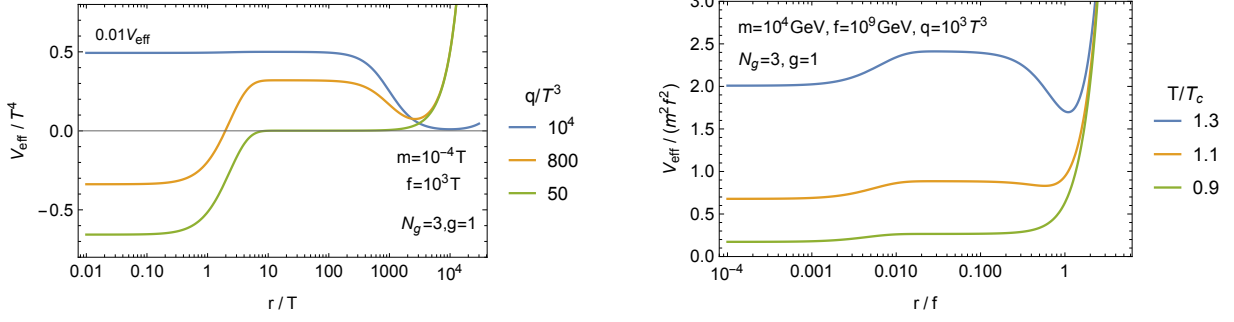 0.01V_eff
V_eff / T^4
0.5
0.0
−0.5
m=10^-4 T
f=10^3 T
N_g=3,g=1
0.01 0.10 1 10 100 1000 10^4
r / T
q/T^3
10^4
800
50
m=10^4 GeV, f=10^9 GeV, q=10^3 T^3
N_g=3, g=1
V_eff / (m^2 f^2)
3.0
2.5
2.0
1.5
1.0
0.5
0.0
10^-4 0.001 0.010 0.100 1
r / f
T/T_c
1.3
1.1
0.9